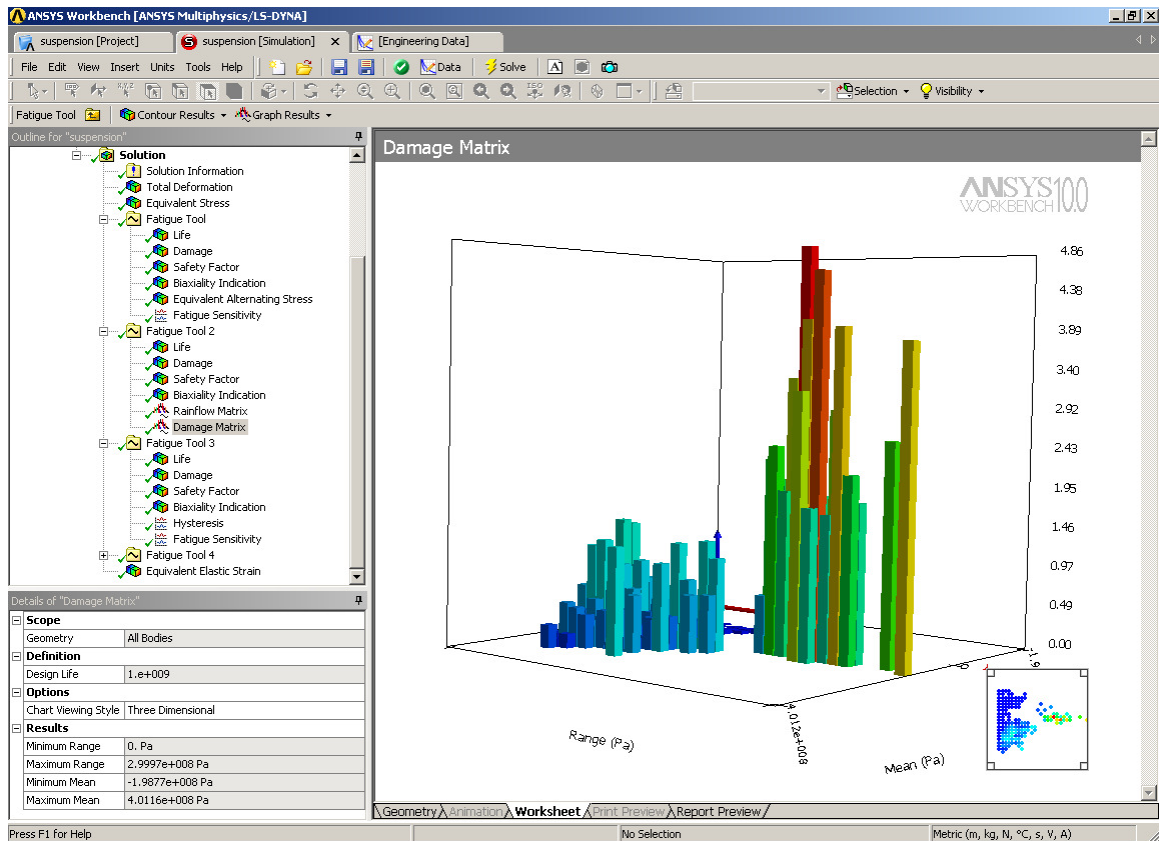 ANSYS Workbench [ANSYS Multiphysics/LS-DYNA]
suspension [Project] suspension [Simulation] [Engineering Data]
File Edit View Insert Units Tools Help Data Solve
Selection Visibility
Fatigue Tool Contour Results Graph Results
Outline for "suspension"
Solution
Solution Information
Total Deformation
Equivalent Stress
Fatigue Tool
Life
Damage
Safety Factor
Biaxiality Indication
Equivalent Alternating Stress
Fatigue Sensitivity
Fatigue Tool 2
Life
Damage
Safety Factor
Biaxiality Indication
Rainflow Matrix
Damage Matrix
Fatigue Tool 3
Life
Damage
Safety Factor
Biaxiality Indication
Hysteresis
Fatigue Sensitivity
Fatigue Tool 4
Equivalent Elastic Strain
Details of "Damage Matrix"
Scope
Geometry All Bodies
Definition
Design Life 1.e+009
Options
Chart Viewing Style Three Dimensional
Results
Minimum Range 0. Pa
Maximum Range 2.9997e+008 Pa
Minimum Mean -1.9877e+008 Pa
Maximum Mean 4.0116e+008 Pa
Damage Matrix
ANSYS 10.0
WORKBENCH
4.86
4.38
3.89
3.40
2.92
2.43
1.95
1.46
0.97
0.49
0.00
4.012e+008
Range (Pa)
Mean (Pa)
Geometry Animation Worksheet Print Preview Report Preview
Press F1 for Help No Selection Metric (m, kg, N, °C, s, V, A)